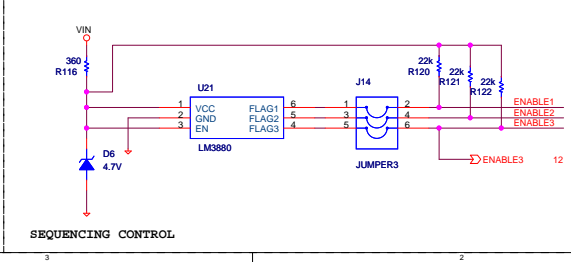 VIN
360
R116
U21
J14
22k
R120
22k
R121
22k
R122
1 VCC FLAG1 6 1 2 ENABLE1
2 GND FLAG2 5 3 4 ENABLE2
3 EN FLAG3 4 5 6 ENABLE3
LM3880
D6
4.7V
JUMPER3
ENABLE3 12
SEQUENCING CONTROL
3 2